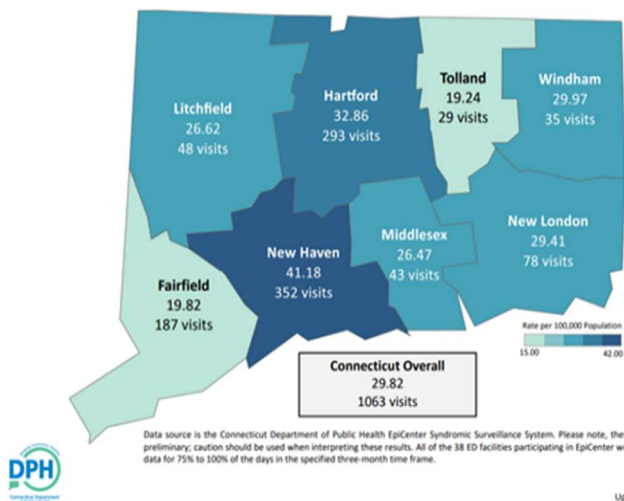 Litchfield
26.62
48 visits
Hartford
32.86
293 visits
Tolland
19.24
29 visits
Windham
29.97
35 visits
New Haven
41.18
352 visits
Middlesex
26.47
43 visits
New London
29.41
78 visits
Fairfield
19.82
187 visits
Rate per 100,000 Population
15.00 42.00
Connecticut Overall
29.82
1063 visits
Data source is the Connecticut Department of Public Health EpiCenter Syndromic Surveillance System. Please note, the
preliminary; caution should be used when interpreting these results. All of the 38 ED facilities participating in EpiCenter w
data for 75% to 100% of the days in the specified three-month time frame.
DPH
Connecticut Department
Up